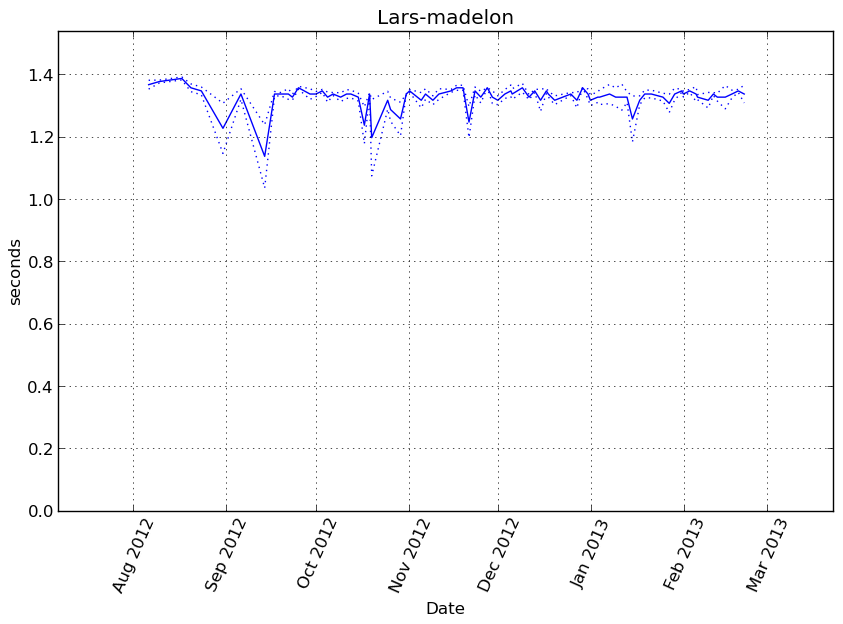 Lars-madelon
1.4
1.2
1.0
0.8
0.6
0.4
0.2
0.0
seconds
Aug 2012
Sep 2012
Oct 2012
Nov 2012
Dec 2012
Jan 2013
Feb 2013
Mar 2013
Date